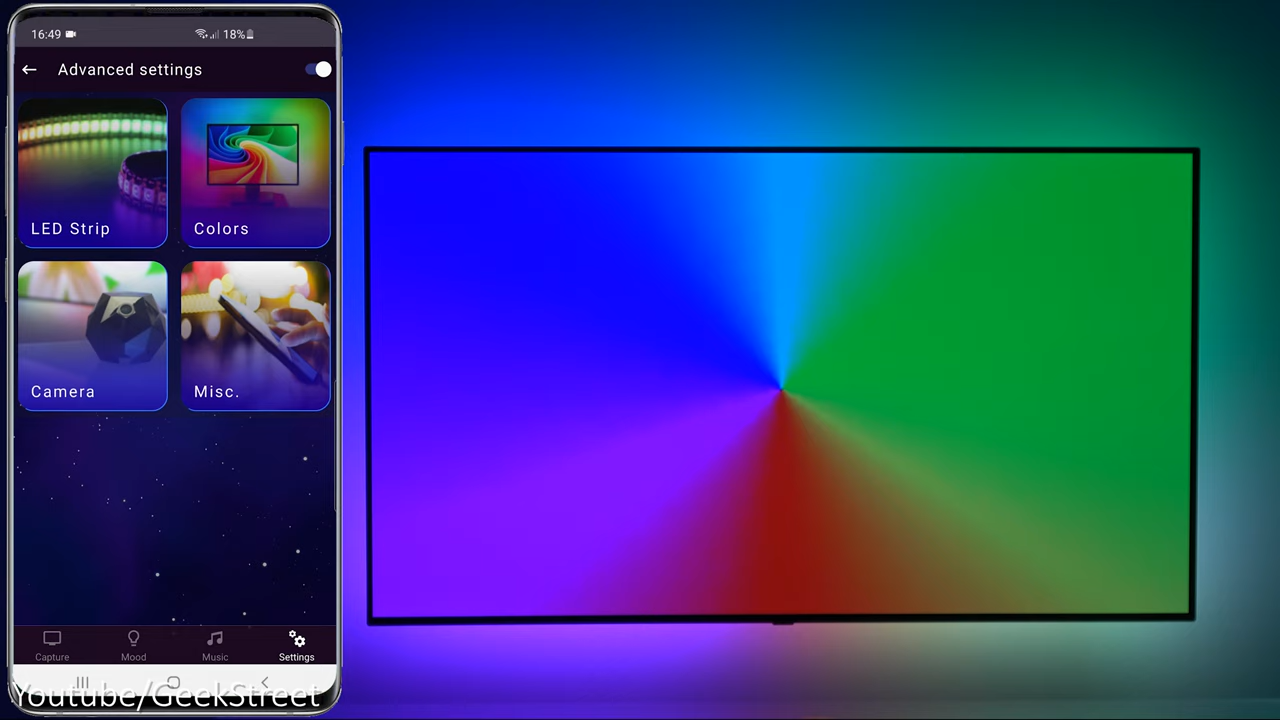 16:49
18%
Advanced settings
LED Strip
Colors
Camera
Misc.
Capture
Mood
Music
Settings
Youtube/GeekStreet